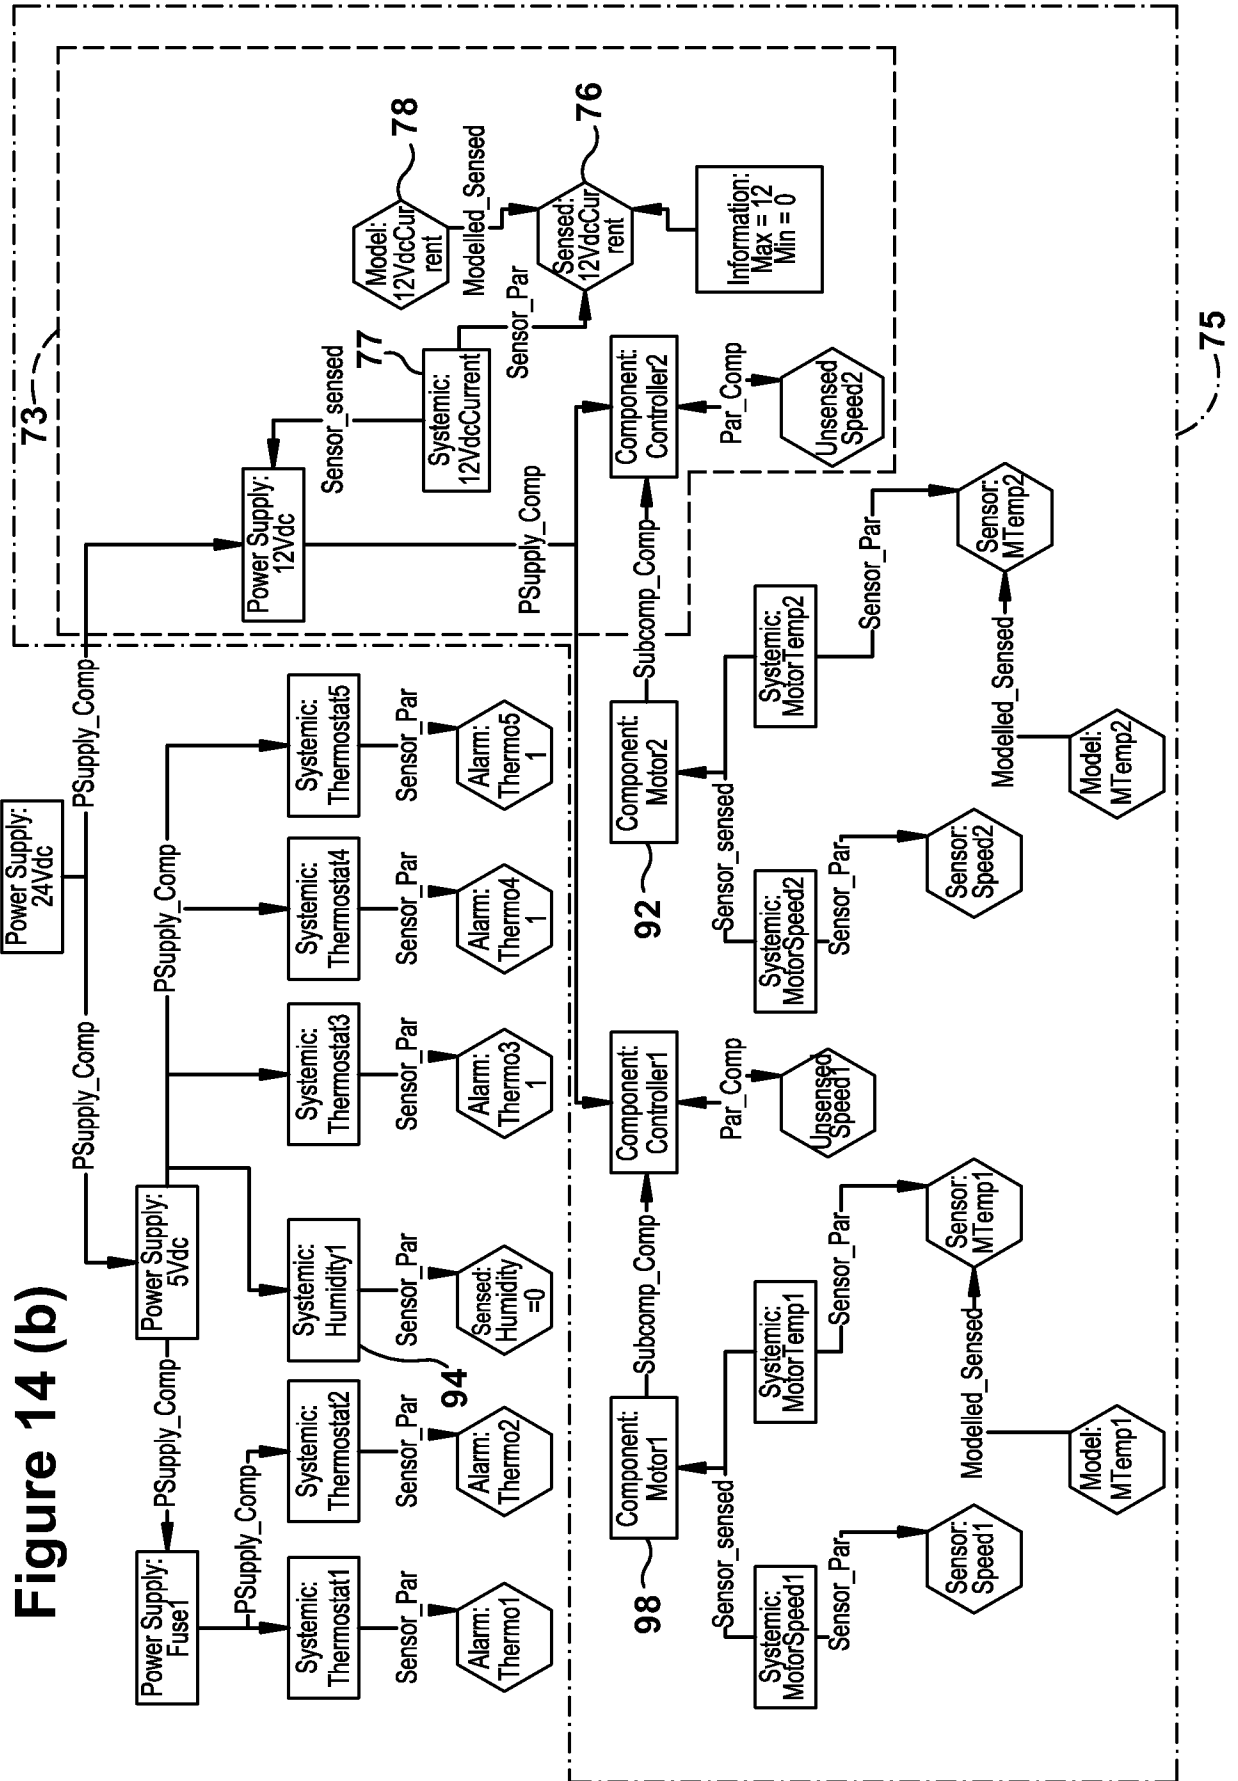 Figure 14 (b)
Power Supply:
24Vdc
PSupply_Comp
PSupply_Comp
73
Power Supply:
Fuse1
PSupply_Comp
Power Supply:
5Vdc
PSupply_Comp
PSupply_Comp
Power Supply:
12Vdc
Sensor_sensed
77
Systemic:
12VdcCurrent
Sensor_Par
Model:
12VdcCur
rent
78
Modelled_Sensed
Sensed:
12VdcCur
rent
76
Information:
Max = 12
Min = 0
Systemic:
Thermostat1
Systemic:
Thermostat2
Systemic:
Humidity1
94
Systemic:
Thermostat3
Systemic:
Thermostat4
Systemic:
Thermostat5
Sensor_Par
Sensor_Par
Sensor_Par
Sensor_Par
Sensor_Par
Sensor_Par
Alarm:
Thermo1
Alarm:
Thermo2
Sensed:
Humidity
=0
Alarm:
Thermo3
1
Alarm:
Thermo4
1
Alarm:
Thermo5
1
PSupply_Comp
Component:
Motor1
98
Subcomp_Comp
Component:
Controller1
Component:
Motor2
92
Subcomp_Comp
Component:
Controller2
Sensor_sensed
Par_Comp
Sensor_sensed
Par_Comp
Systemic:
MotorSpeed1
Systemic:
MotorTemp1
Unsensed
Speed1
Systemic:
MotorSpeed2
Systemic:
MotorTemp2
Unsensed
Speed2
Sensor_Par
Sensor_Par
Sensor_Par
Sensor_Par
Sensor:
Speed1
Sensor:
MTemp1
Sensor:
Speed2
Sensor:
MTemp2
Modelled_Sensed
Modelled_Sensed
Model:
MTemp1
Model:
MTemp2
75